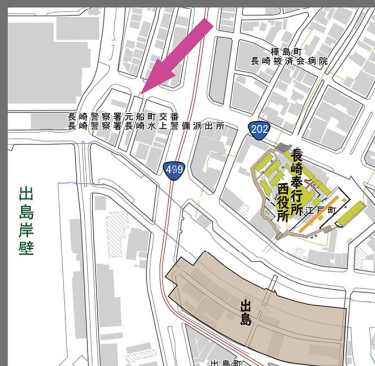 樺島町
長崎掖済会病院
長崎警察署元船町交番
長崎警察署長崎水上警備派出所
202
499
長崎奉行所
西役所
江戸町
出島岸壁
出島
出島町